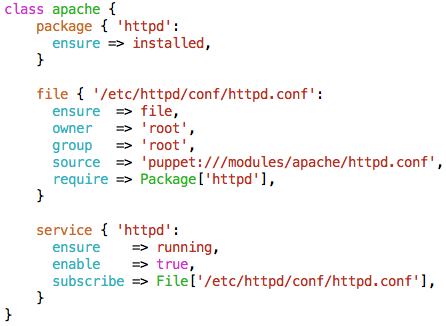 class apache {
    package { 'httpd':
      ensure => installed,
    }

    file { '/etc/httpd/conf/httpd.conf':
      ensure  => file,
      owner   => 'root',
      group   => 'root',
      source  => 'puppet:///modules/apache/httpd.conf',
      require => Package['httpd'],
    }

    service { 'httpd':
      ensure    => running,
      enable    => true,
      subscribe => File['/etc/httpd/conf/httpd.conf'],
    }
}